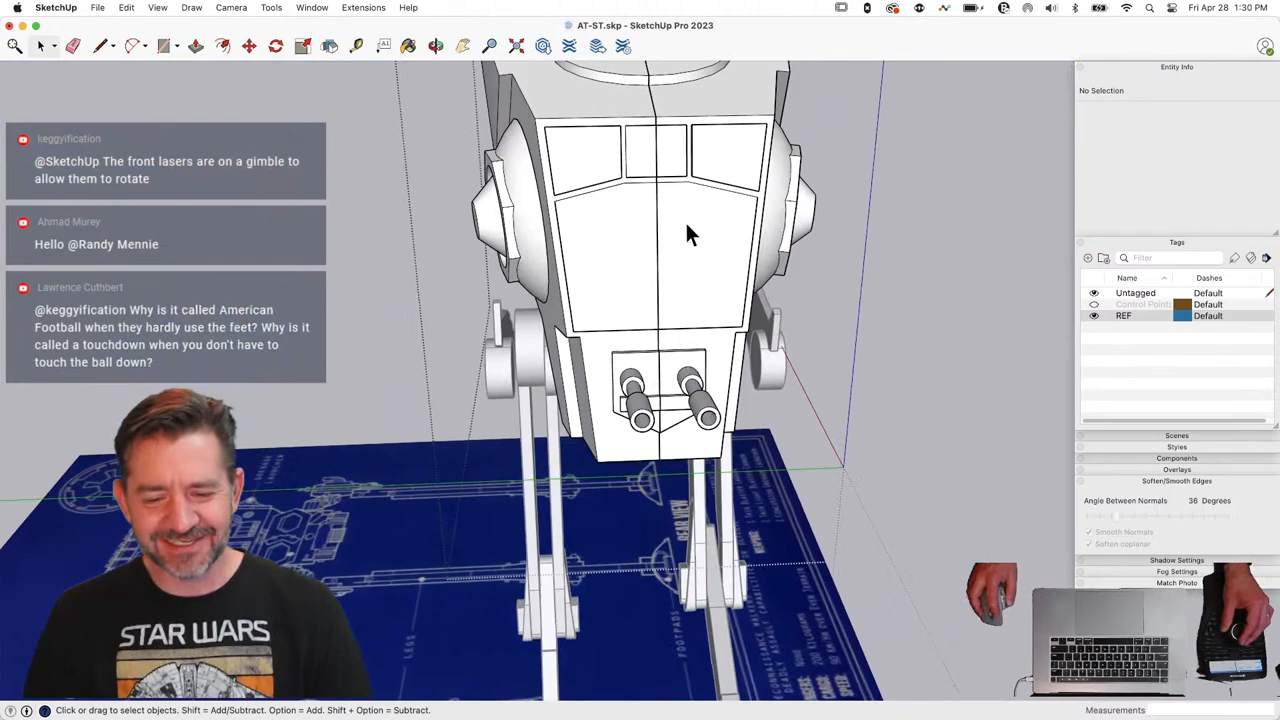 SketchUp File Edit View Draw Camera Tools Window Extensions Help
Fri Apr 28 1:30 PM
AT-ST.skp - SketchUp Pro 2023
Entity Info
No Selection
keggyification
@SketchUp The front lasers are on a gimble to
allow them to rotate
Ahmad Murey
Hello @Randy Mennie
Lawrence Cuthbert
@keggyification Why is it called American
Football when they hardly use the feet? Why is it
called a touchdown when you don't have to
touch the ball down?
Tags
Filter
Name Dashes
Untagged Default
Control Points Default
REF Default
Scenes
Styles
Components
Overlays
Soften/Smooth Edges
Angle Between Normals 36 Degrees
Smooth Normals
Soften coplanar
Shadow Settings
Fog Settings
Match Photo
LEGS
FOOTPADS
STAR WARS
Click or drag to select objects. Shift = Add/Subtract. Option = Add. Shift + Option = Subtract.
Measurements